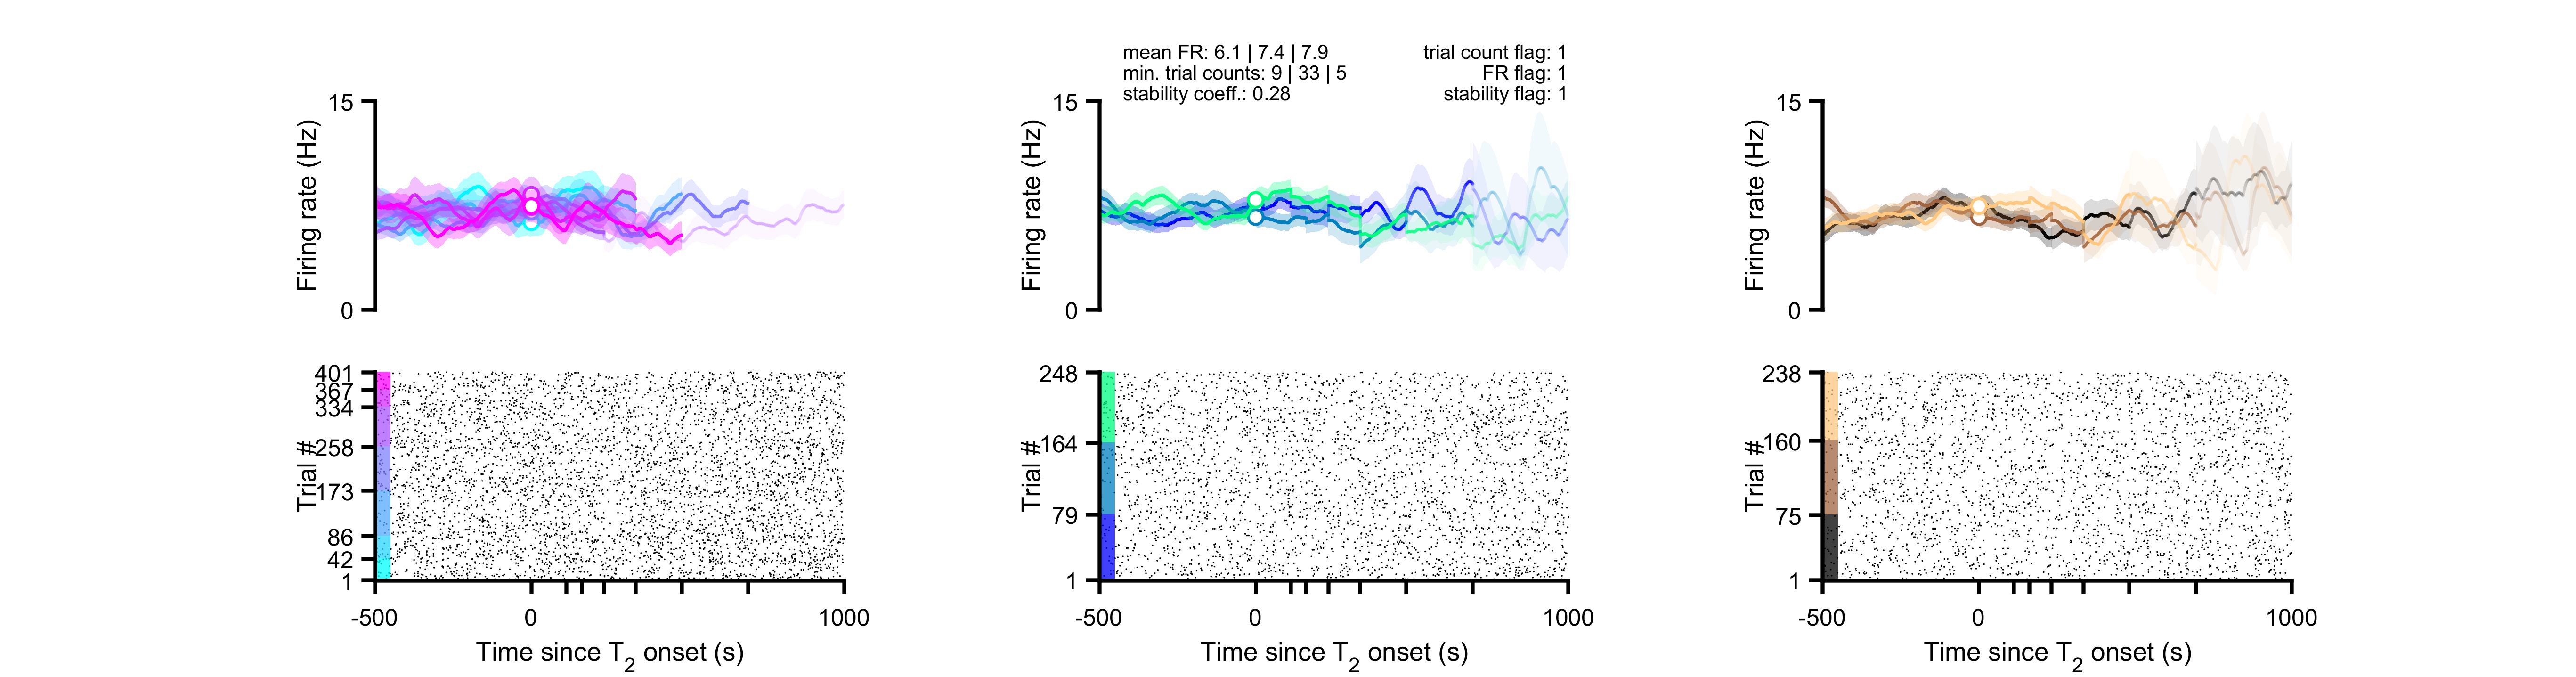 mean FR: 6.1 | 7.4 | 7.9
min. trial counts: 9 | 33 | 5
stability coeff.: 0.28
trial count flag: 1
FR flag: 1
stability flag: 1
15
Firing rate (Hz)
0
15
Firing rate (Hz)
0
15
Firing rate (Hz)
0
401
367
334
258
173
86
42
1
Trial #
-500
0
1000
Time since T2 onset (s)
248
164
79
1
Trial #
-500
0
1000
Time since T2 onset (s)
238
160
75
1
Trial #
-500
0
1000
Time since T2 onset (s)